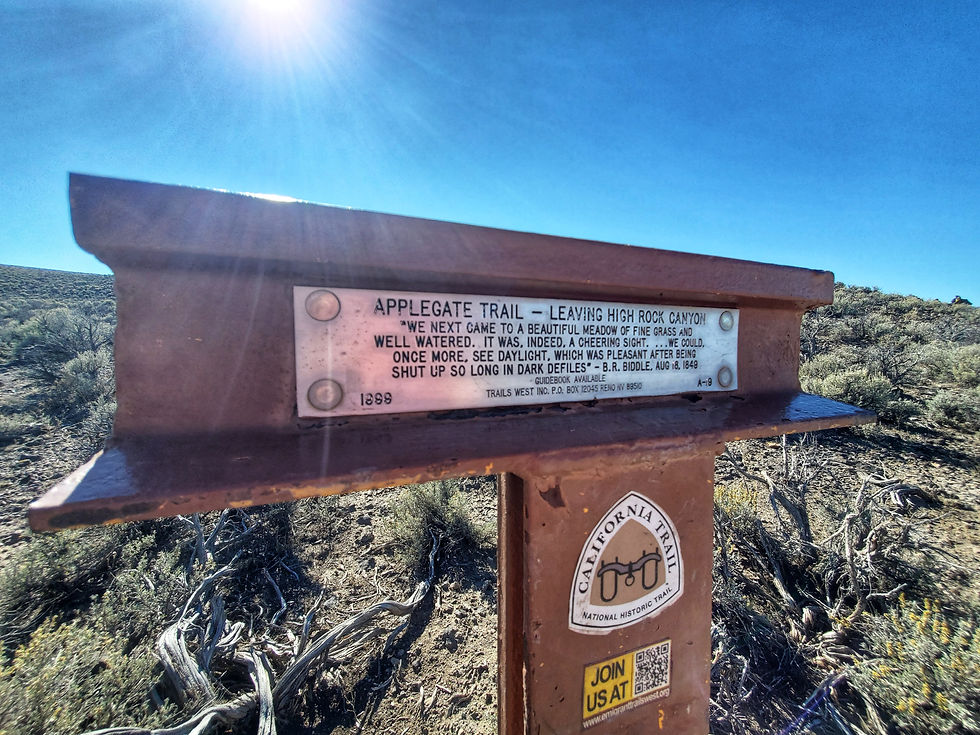 APPLEGATE TRAIL – LEAVING HIGH ROCK CANYON
"WE NEXT CAME TO A BEAUTIFUL MEADOW OF FINE GRASS AND
WELL WATERED. IT WAS, INDEED, A CHEERING SIGHT. ...WE COULD,
ONCE MORE, SEE DAYLIGHT, WHICH WAS PLEASANT AFTER BEING
SHUT UP SO LONG IN DARK DEFILES" – B.R. BIDDLE, AUG 18, 1849
GUIDEBOOK AVAILABLE
TRAILS WEST INC. P.O. BOX 12045 RENO NV 89510
1999
CALIFORNIA TRAIL
NATIONAL HISTORIC TRAIL
JOIN
US AT
www.emigranttrailswest.org